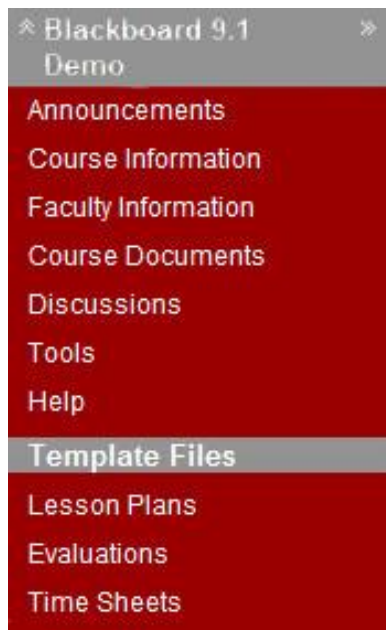 Blackboard 9.1
Demo
Announcements
Course Information
Faculty Information
Course Documents
Discussions
Tools
Help
Template Files
Lesson Plans
Evaluations
Time Sheets